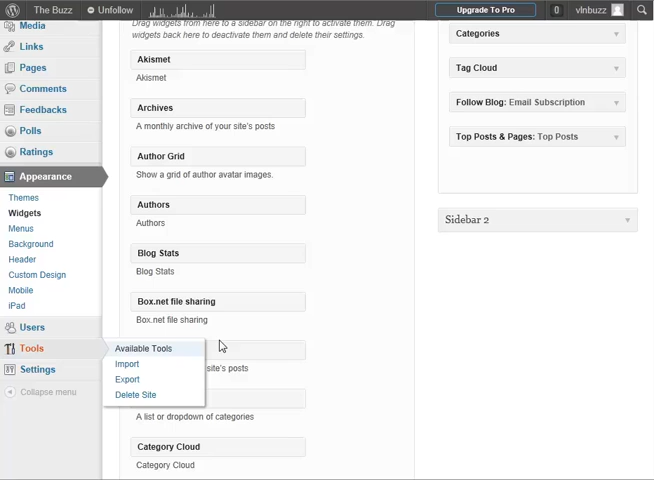 The Buzz
Unfollow
Upgrade To Pro
0
vlnbuzz
Media
Links
Pages
Comments
Feedbacks
Polls
Ratings
Appearance
Themes
Widgets
Menus
Background
Header
Custom Design
Mobile
iPad
Users
Tools
Settings
Collapse menu
Available Tools
Import
Export
Delete Site
Drag widgets from here to a sidebar on the right to activate them. Drag
widgets back here to deactivate them and delete their settings.
Akismet
Akismet
Archives
A monthly archive of your site's posts
Author Grid
Show a grid of author avatar images.
Authors
Authors
Blog Stats
Blog Stats
Box.net file sharing
Box.net file sharing
site's posts
A list or dropdown of categories
Category Cloud
Category Cloud
Categories
Tag Cloud
Follow Blog: Email Subscription
Top Posts & Pages: Top Posts
Sidebar 2